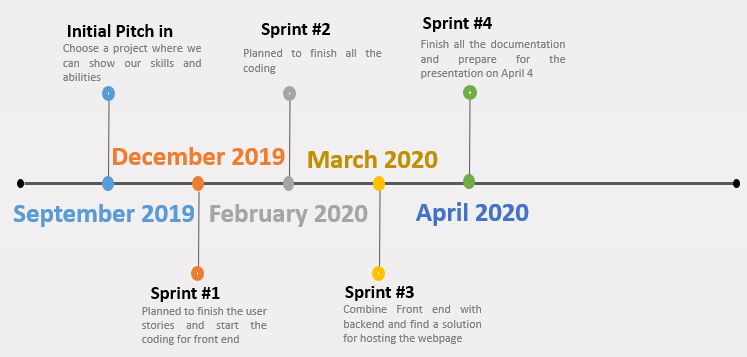 Initial Pitch in
Choose a project where we
can show our skills and
abilities
Sprint #2
Planned to finish all the
coding
Sprint #4
Finish all the documentation
and prepare for the
presentation on April 4
December 2019
March 2020
September 2019
February 2020
April 2020
Sprint #1
Planned to finish the user
stories and start the
coding for front end
Sprint #3
Combine Front end with
backend and find a solution
for hosting the webpage